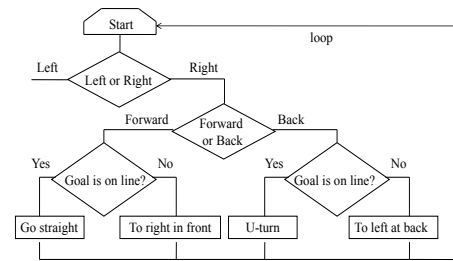 Start
loop
Left
Left or Right
Right
Forward
Forward
or Back
Back
Yes
Goal is on line?
No
Yes
Goal is on line?
No
Go straight
To right in front
U-turn
To left at back